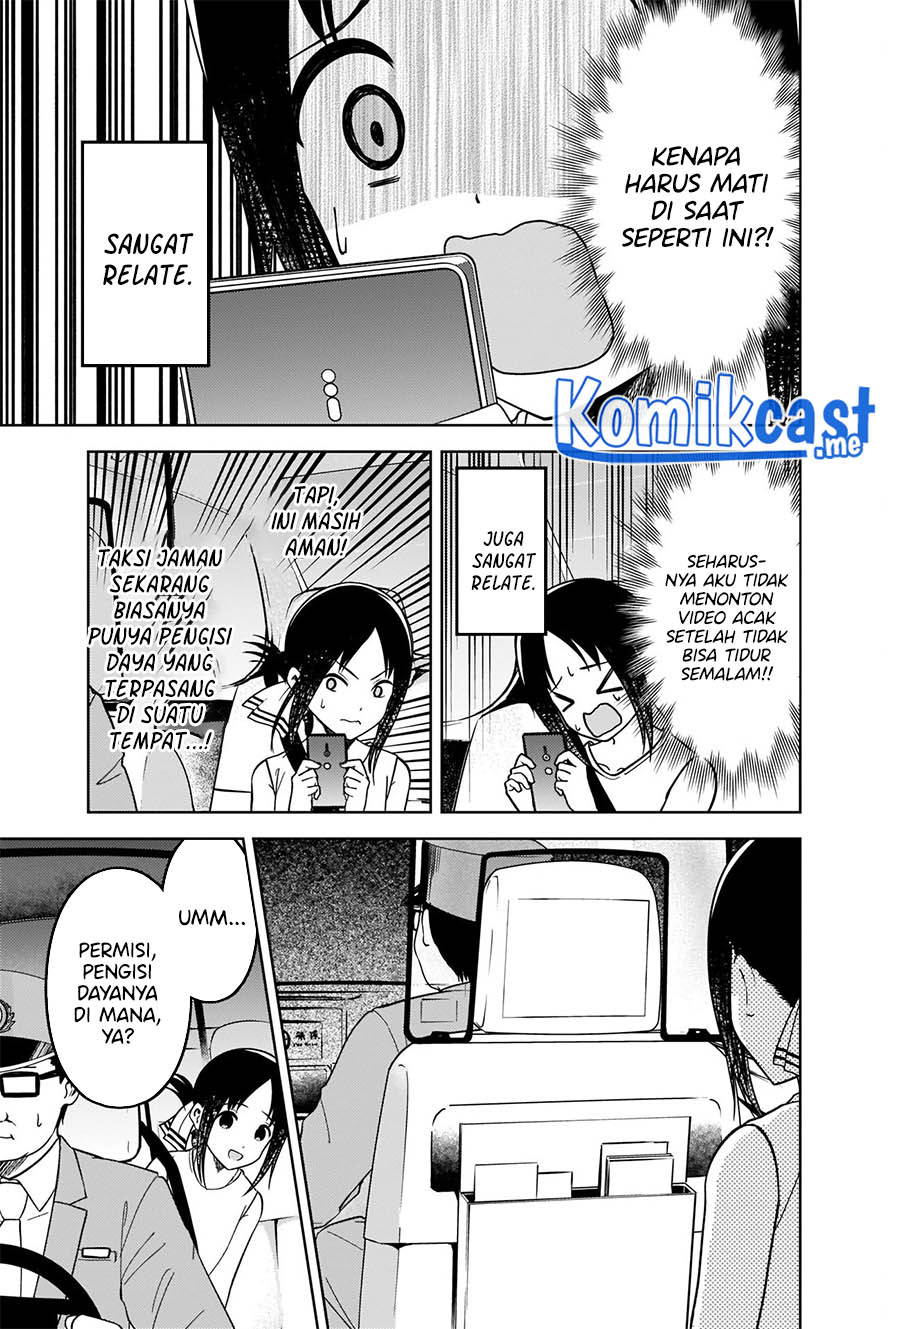 KENAPA
HARUS MATI
DI SAAT
SEPERTI INI?!
SANGAT
RELATE.
Komikcast
.me
SEHARUS-
NYA AKU TIDAK
MENONTON
VIDEO ACAK
SETELAH TIDAK
BISA TIDUR
SEMALAM!!
JUGA
SANGAT
RELATE.
TAPI,
INI MASIH
AMAN!
TAKSI JAMAN
SEKARANG
BIASANYA
PUNYA PENGISI
DAYA YANG
TERPASANG
DI SUATU
TEMPAT...!
UMM...
PERMISI,
PENGISI
DAYANYA
DI MANA,
YA?